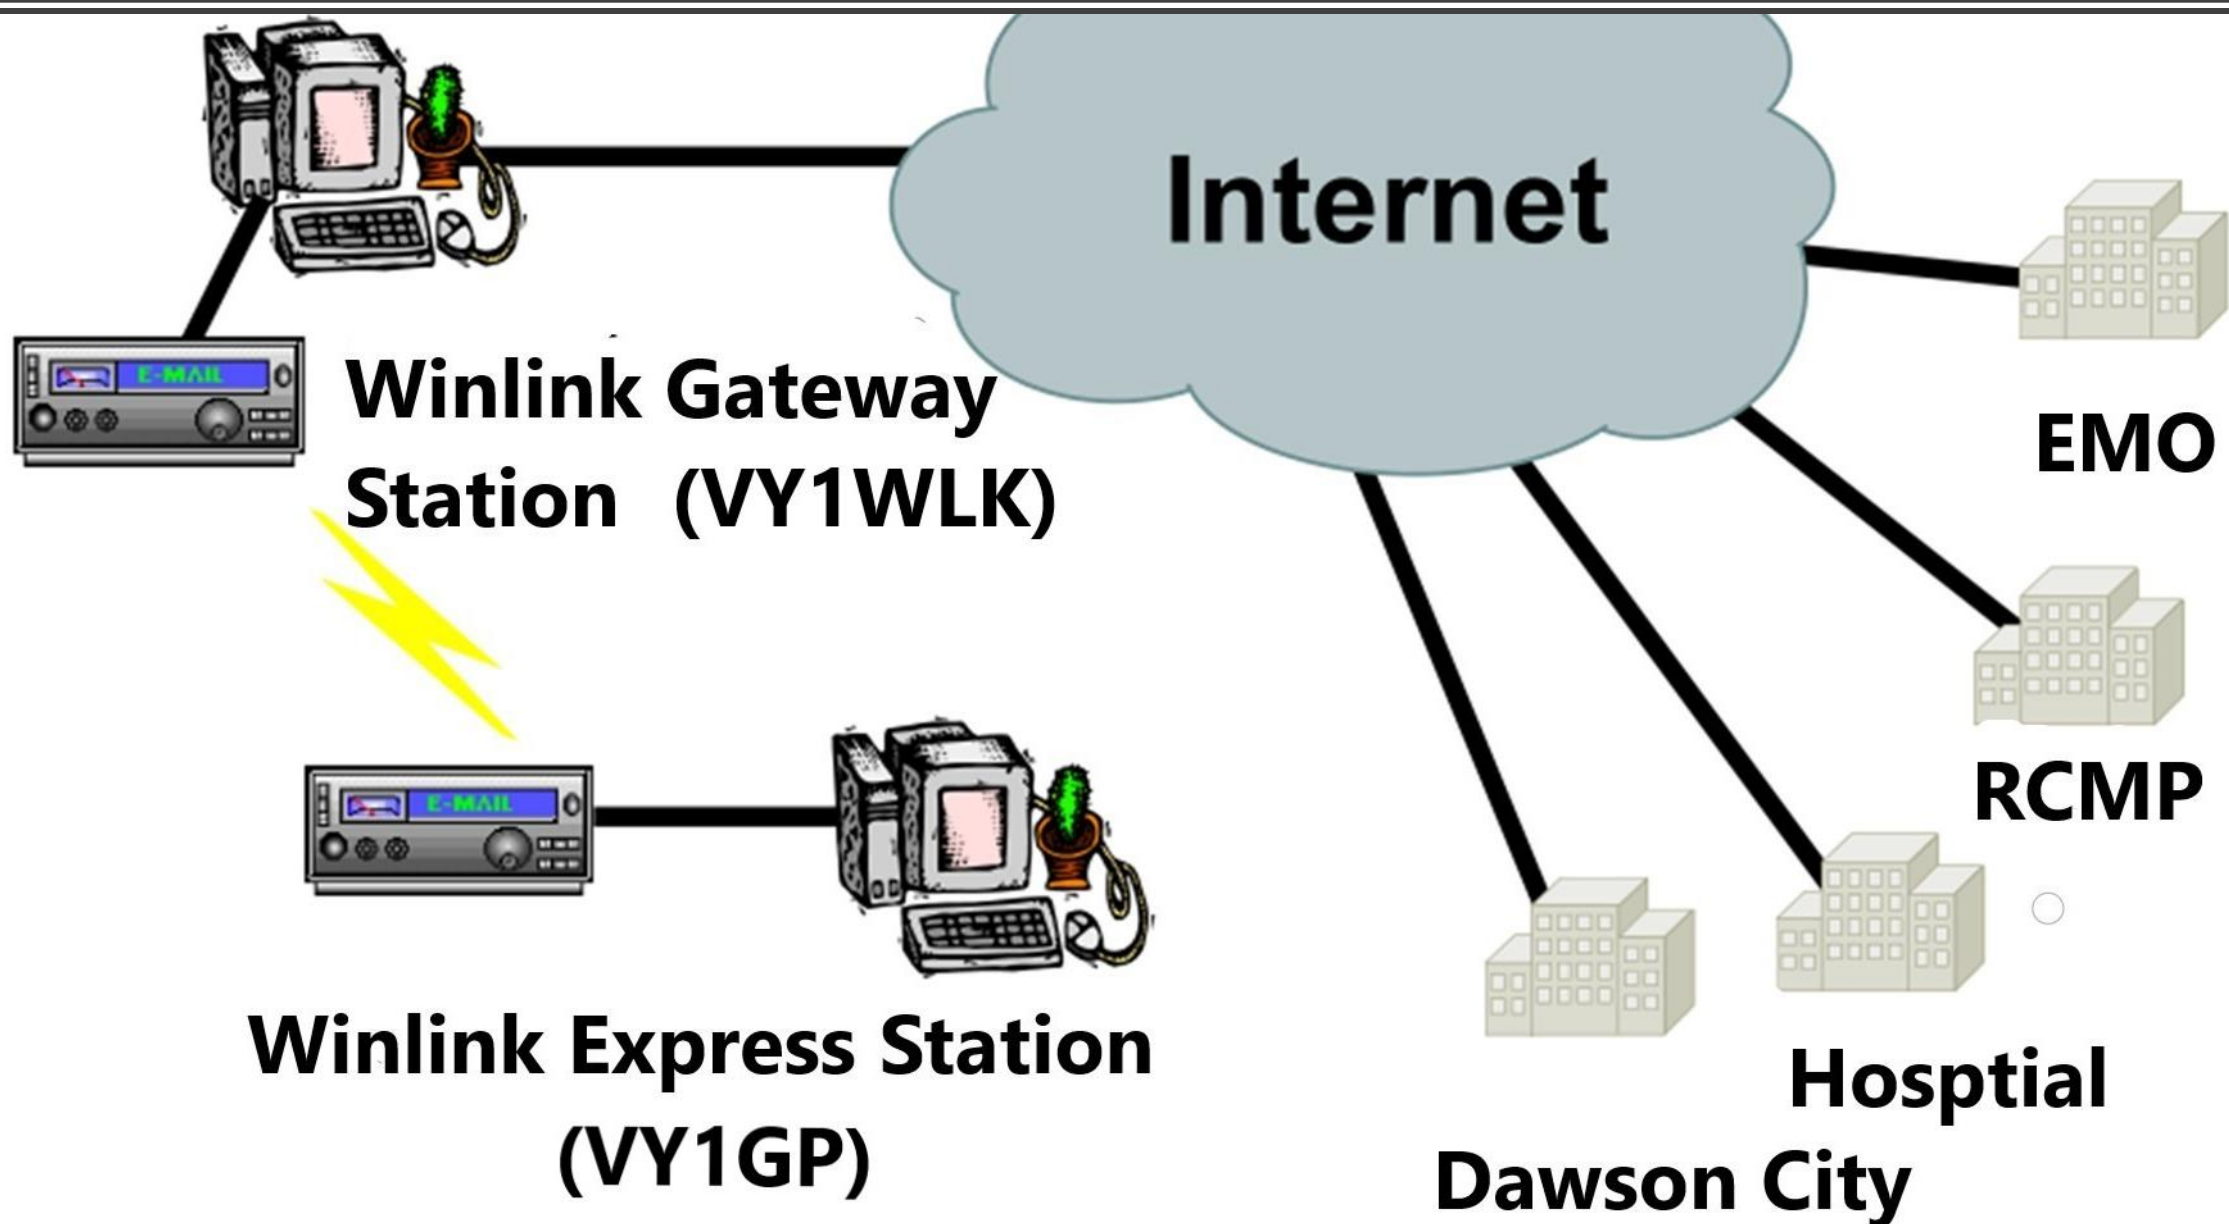 Internet
E-MAIL
Winlink Gateway
Station (VY1WLK)
EMO
RCMP
E-MAIL
Winlink Express Station
(VY1GP)
Hosptial
Dawson City